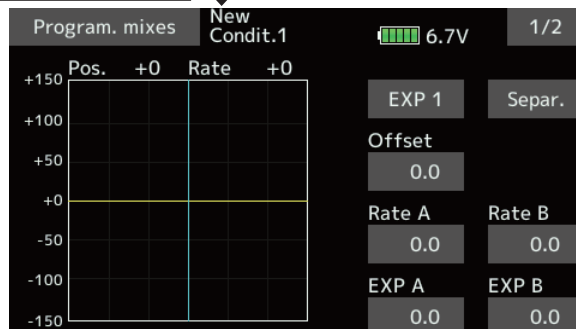 Program. mixes
New
Condit.1
6.7V
1/2
Pos. +0 Rate +0
+150
+100
+50
+0
-50
-100
-150
EXP 1
Separ.
Offset
0.0
Rate A
Rate B
0.0
0.0
EXP A
EXP B
0.0
0.0